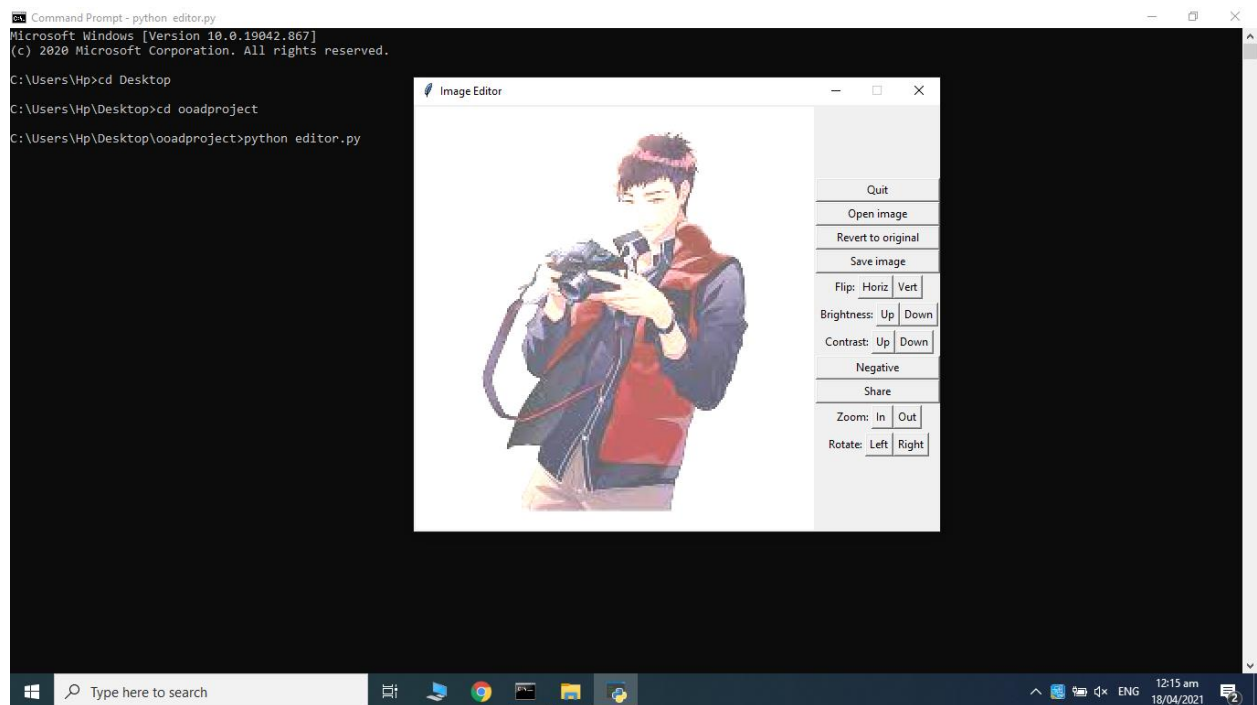 Command Prompt - python editor.py
Microsoft Windows [Version 10.0.19042.867]
(c) 2020 Microsoft Corporation. All rights reserved.
C:\Users\Hp>cd Desktop
C:\Users\Hp\Desktop>cd ooadproject
C:\Users\Hp\Desktop\ooadproject>python editor.py
Image Editor
Quit
Open image
Revert to original
Save image
Flip: Horiz Vert
Brightness: Up Down
Contrast: Up Down
Negative
Share
Zoom: In Out
Rotate: Left Right
Type here to search
ENG
12:15 am
18/04/2021
2